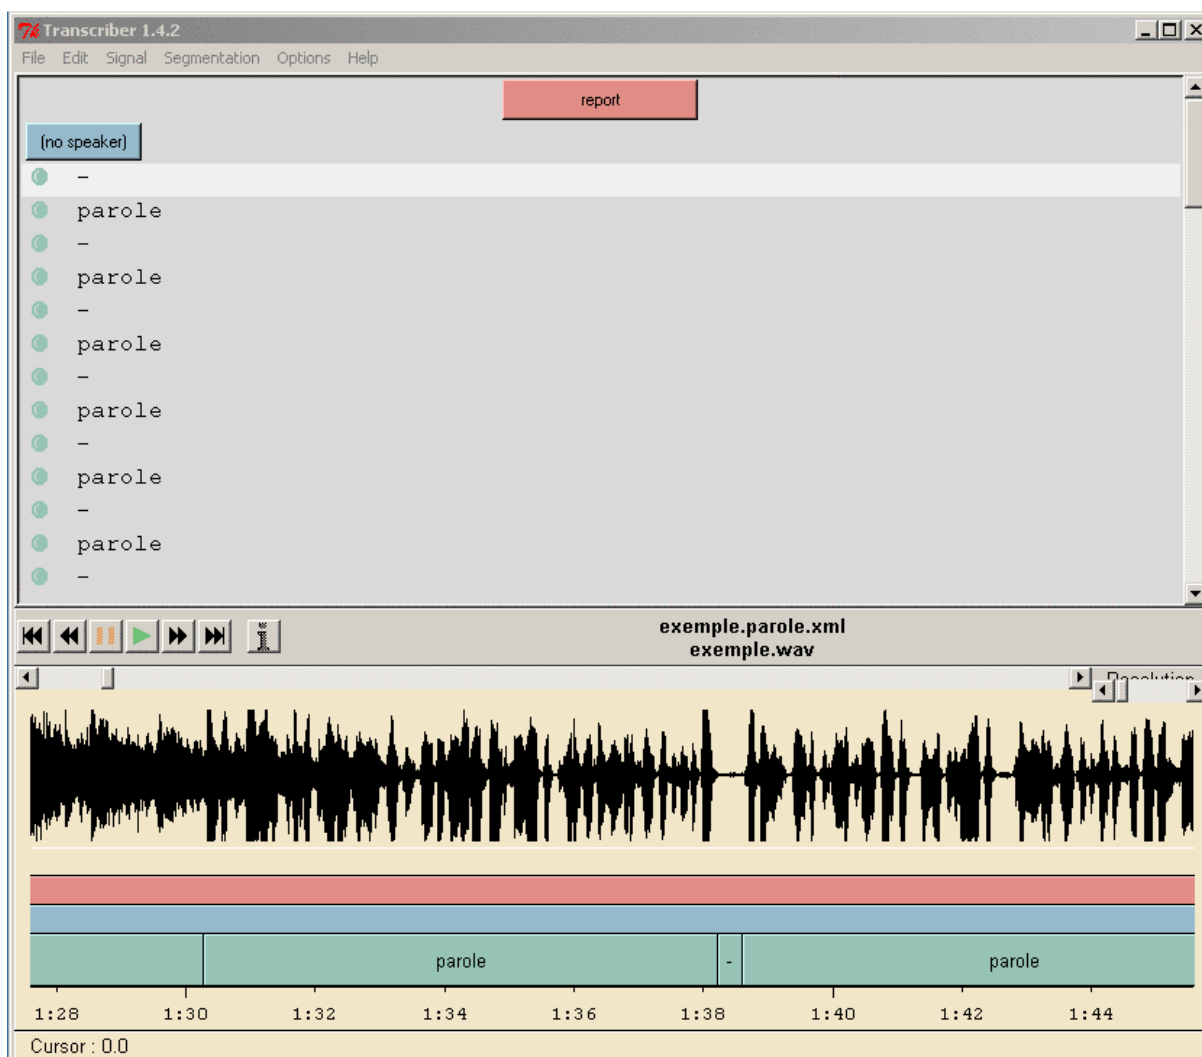 Transcriber 1.4.2
File Edit Signal Segmentation Options Help
report
(no speaker)
-
parole
-
parole
-
parole
-
parole
-
parole
-
parole
-
exemple.parole.xml
exemple.wav
Resolution
parole - parole
1:28 1:30 1:32 1:34 1:36 1:38 1:40 1:42 1:44
Cursor : 0.0